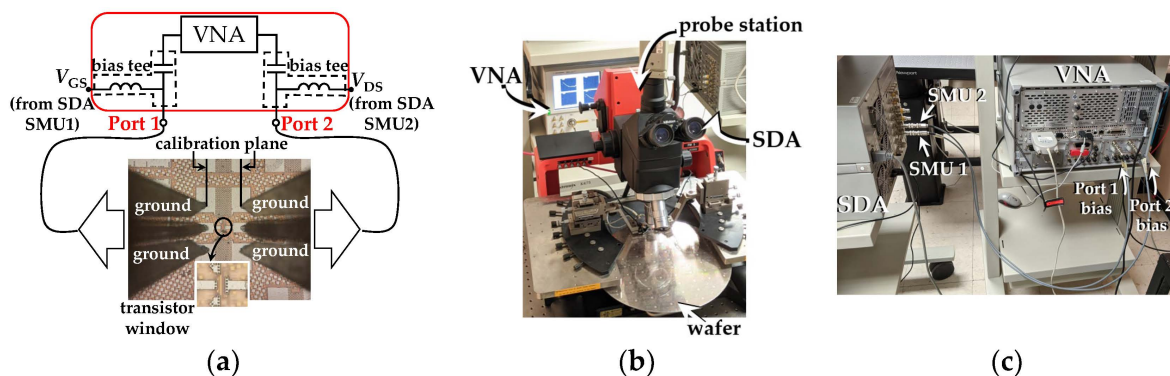 VNA
bias tee
bias tee
VGS
(from SDA
SMU1)
VDS
(from SDA
SMU2)
Port 1
Port 2
calibration plane
ground
ground
ground
ground
transistor
window
(a)
probe station
VNA
SDA
wafer
(b)
VNA
SMU 2
SMU 1
SDA
Port 1
bias
Port 2
bias
(c)